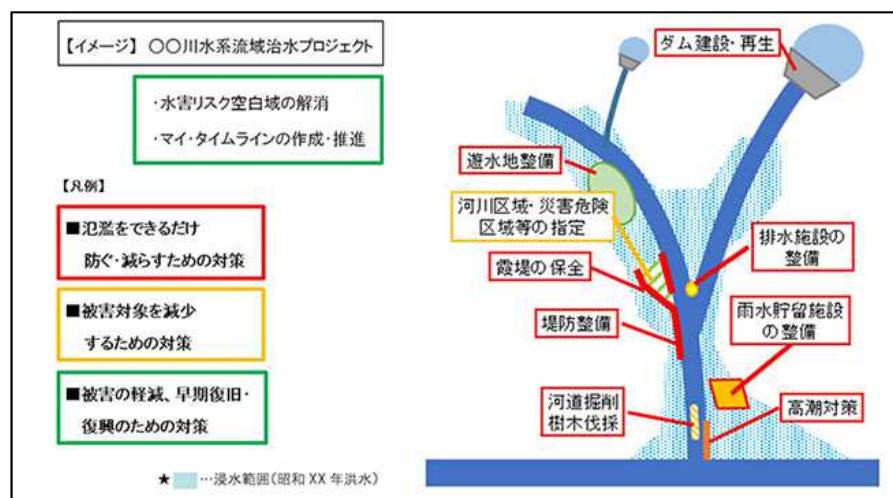 【イメージ】 〇〇川水系流域治水プロジェクト
・水害リスク空白域の解消
・マイ・タイムラインの作成・推進
【凡例】
■氾濫をできるだけ
防ぐ・減らすための対策
■被害対象を減少
するための対策
■被害の軽減、早期復旧・
復興のための対策
★ …浸水範囲(昭和XX年洪水)
ダム建設・再生
遊水地整備
河川区域・災害危険
区域等の指定
霞堤の保全
排水施設の
整備
堤防整備
雨水貯留施設
の整備
河道掘削
樹木伐採
高潮対策